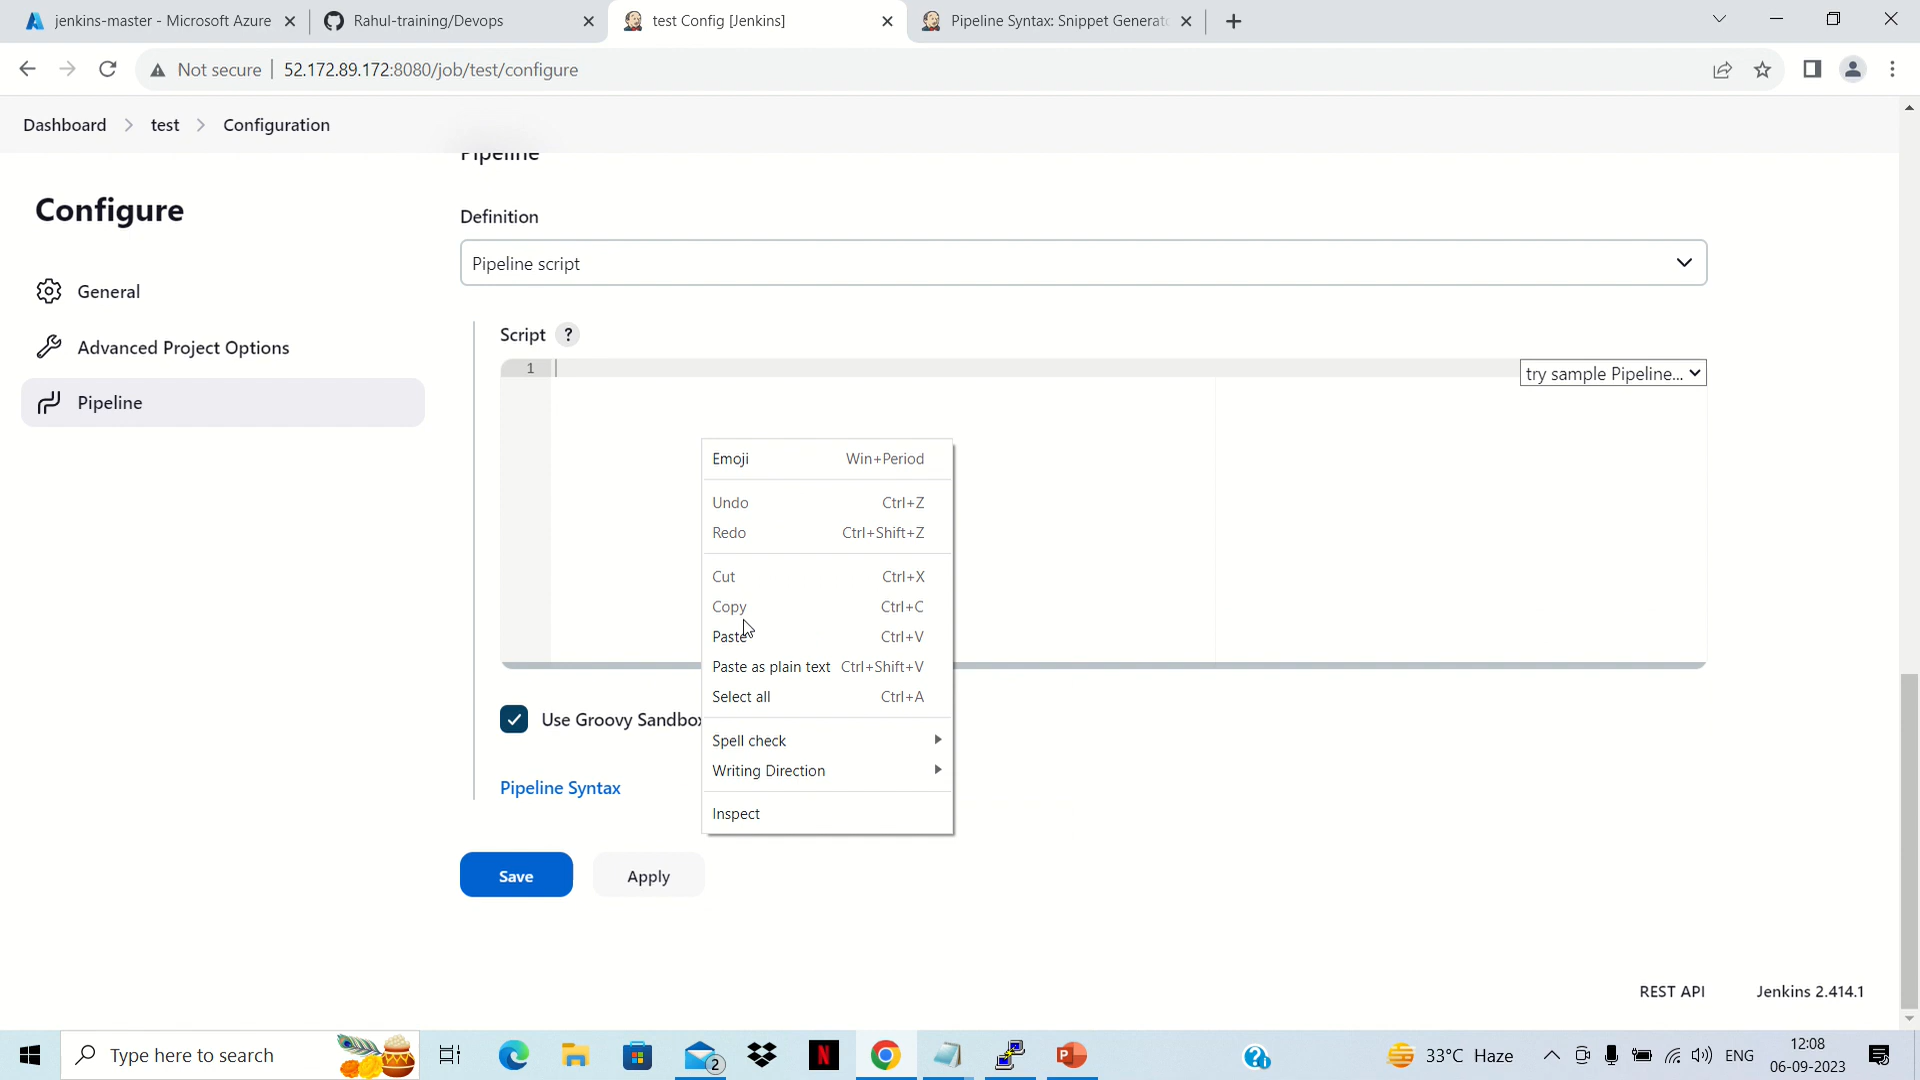 jenkins-master - Microsoft Azure
Rahul-training/Devops
test Config [Jenkins]
Pipeline Syntax: Snippet Generato
Not secure
52.172.89.172:8080/job/test/configure
Dashboard
test
Configuration
Pipeline
Configure
General
Advanced Project Options
Pipeline
Definition
Pipeline script
Script ?
1
try sample Pipeline...
Emoji Win+Period
Undo Ctrl+Z
Redo Ctrl+Shift+Z
Cut Ctrl+X
Copy Ctrl+C
Paste Ctrl+V
Paste as plain text Ctrl+Shift+V
Select all Ctrl+A
Spell check
Writing Direction
Inspect
Use Groovy Sandbox
Pipeline Syntax
Save
Apply
REST API
Jenkins 2.414.1
Type here to search
2
N
P
?
33°C Haze
ENG
12:08
06-09-2023